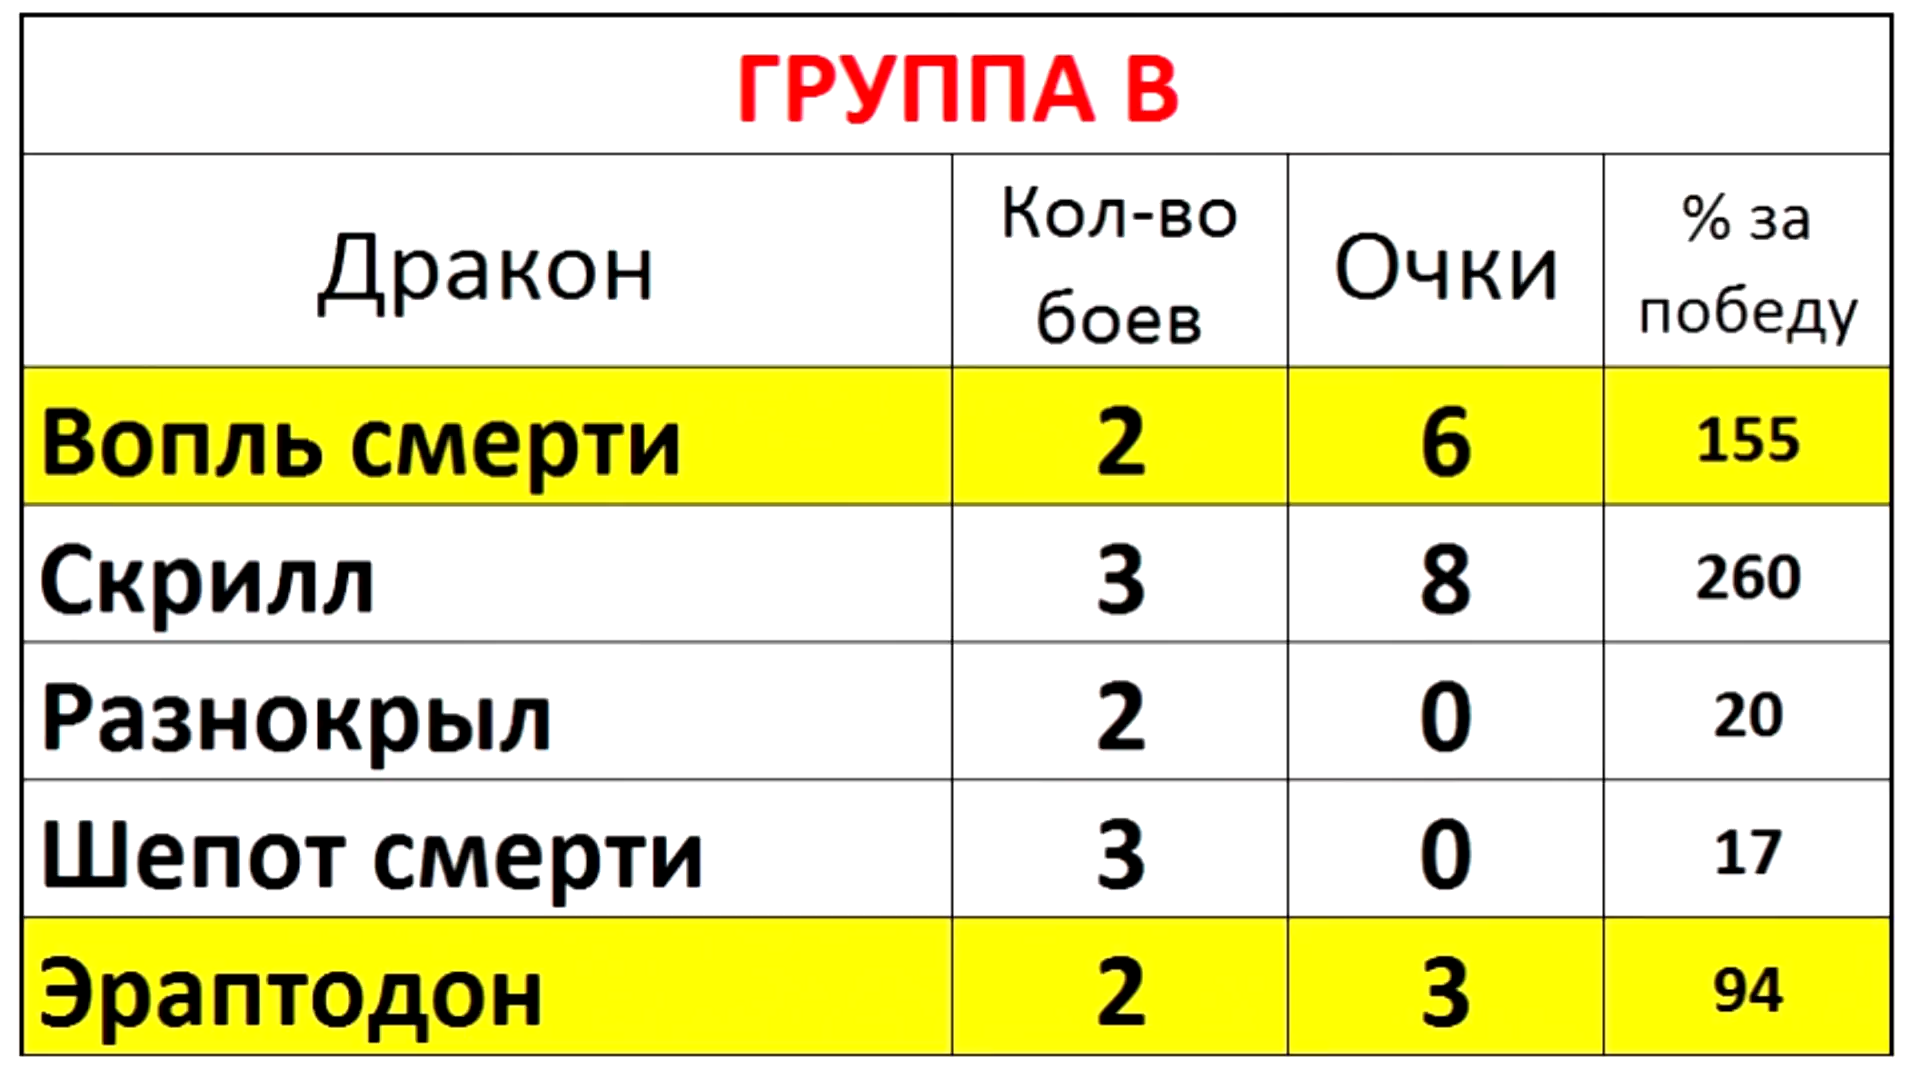 ГРУППА В
Дракон Кол-во боев Очки % за победу
Вопль смерти 2 6 155
Скрилл 3 8 260
Разнокрыл 2 0 20
Шепот смерти 3 0 17
Эраптодон 2 3 94